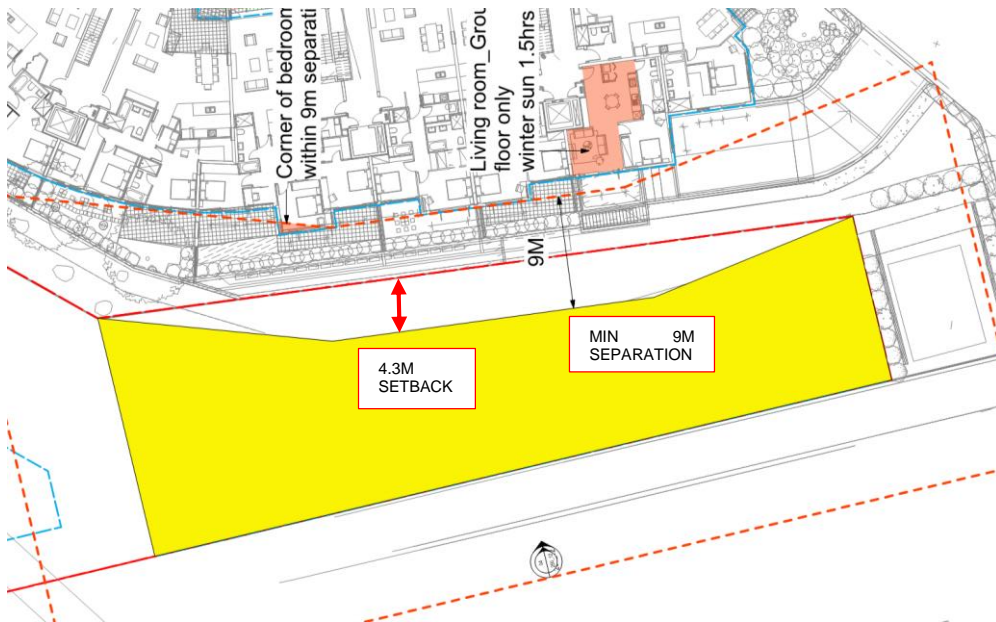 Corner of bedroom
within 9m separati
Living room_Grou
floor only
winter sun 1.5hrs
9M
4.3M
SETBACK
MIN 9M
SEPARATION